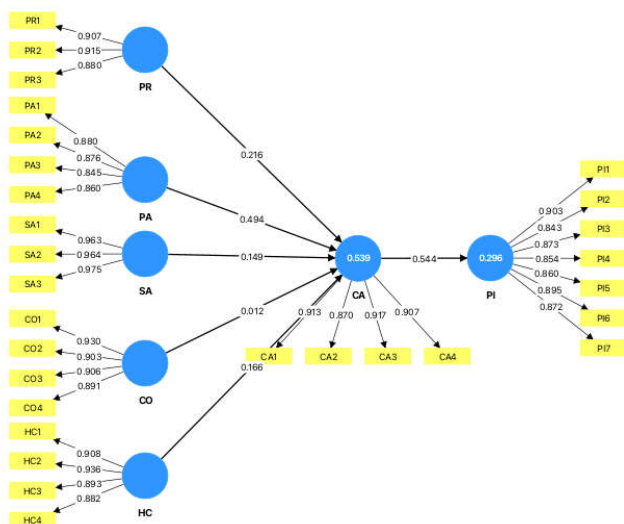 PR1
0.907
PR2
0.915
PR3
0.880
PR
PA1
PA2
0.880
0.876
PA3
0.845
PA4
0.860
PA
SA1
0.963
SA2
0.964
SA3
0.975
SA
CO1
0.930
CO2
0.903
CO3
0.906
CO4
0.891
CO
HC1
0.908
HC2
0.936
HC3
0.893
HC4
0.882
HC
0.216
0.494
0.149
0.012
0.166
0.539
CA
0.913
0.870
0.917
0.907
CA1
CA2
CA3
CA4
0.544
0.296
PI
PI1
0.903
PI2
0.843
PI3
0.873
PI4
0.854
PI5
0.860
PI6
0.895
PI7
0.872